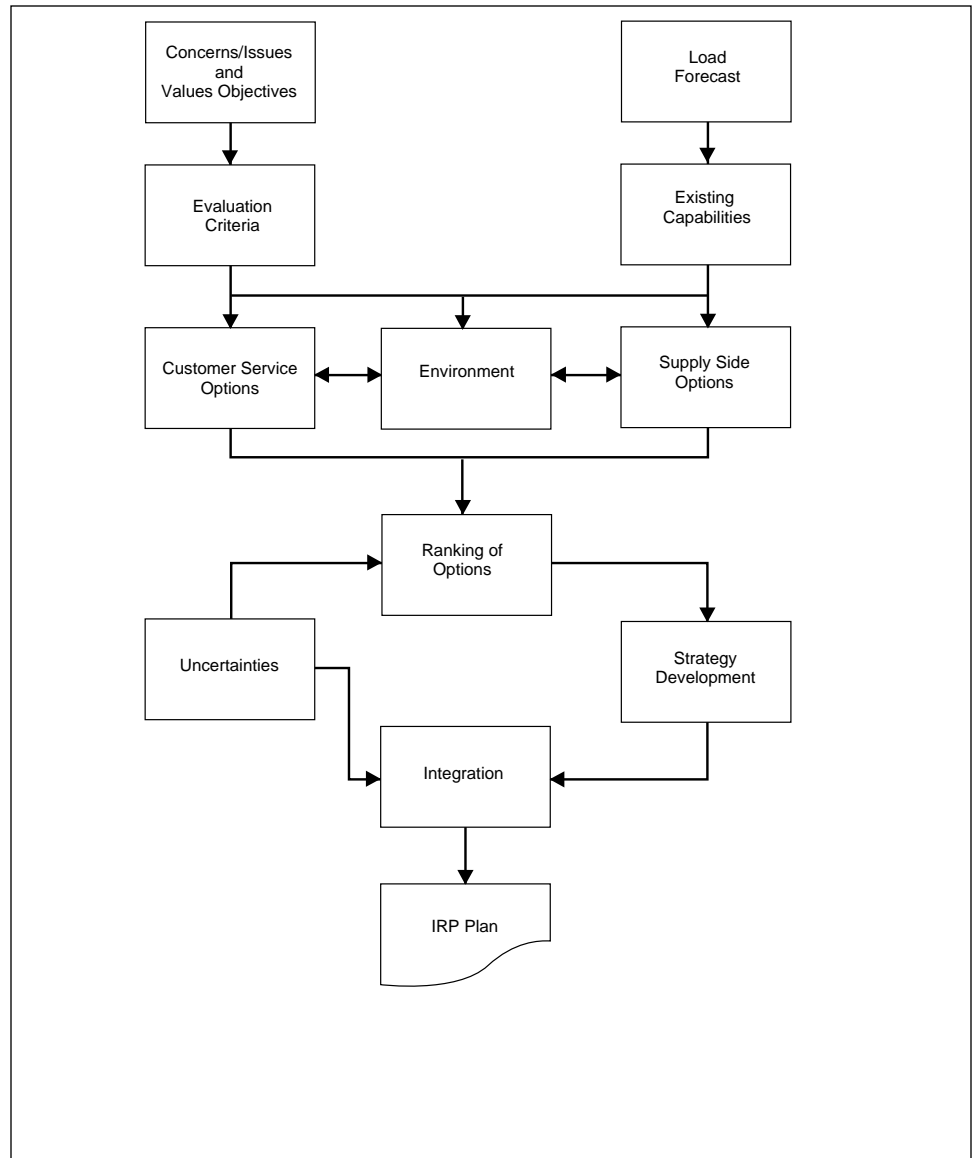 Concerns/Issues
and
Values Objectives
Load
Forecast
Evaluation
Criteria
Existing
Capabilities
Customer Service
Options
Environment
Supply Side
Options
Ranking of
Options
Uncertainties
Strategy
Development
Integration
IRP Plan